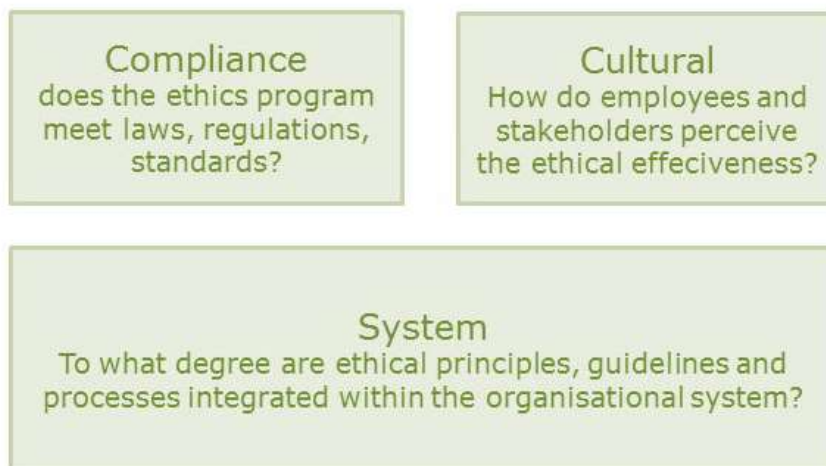 Compliance
does the ethics program
meet laws, regulations,
standards?
Cultural
How do employees and
stakeholders perceive
the ethical effeciveness?
System
To what degree are ethical principles, guidelines and
processes integrated within the organisational system?